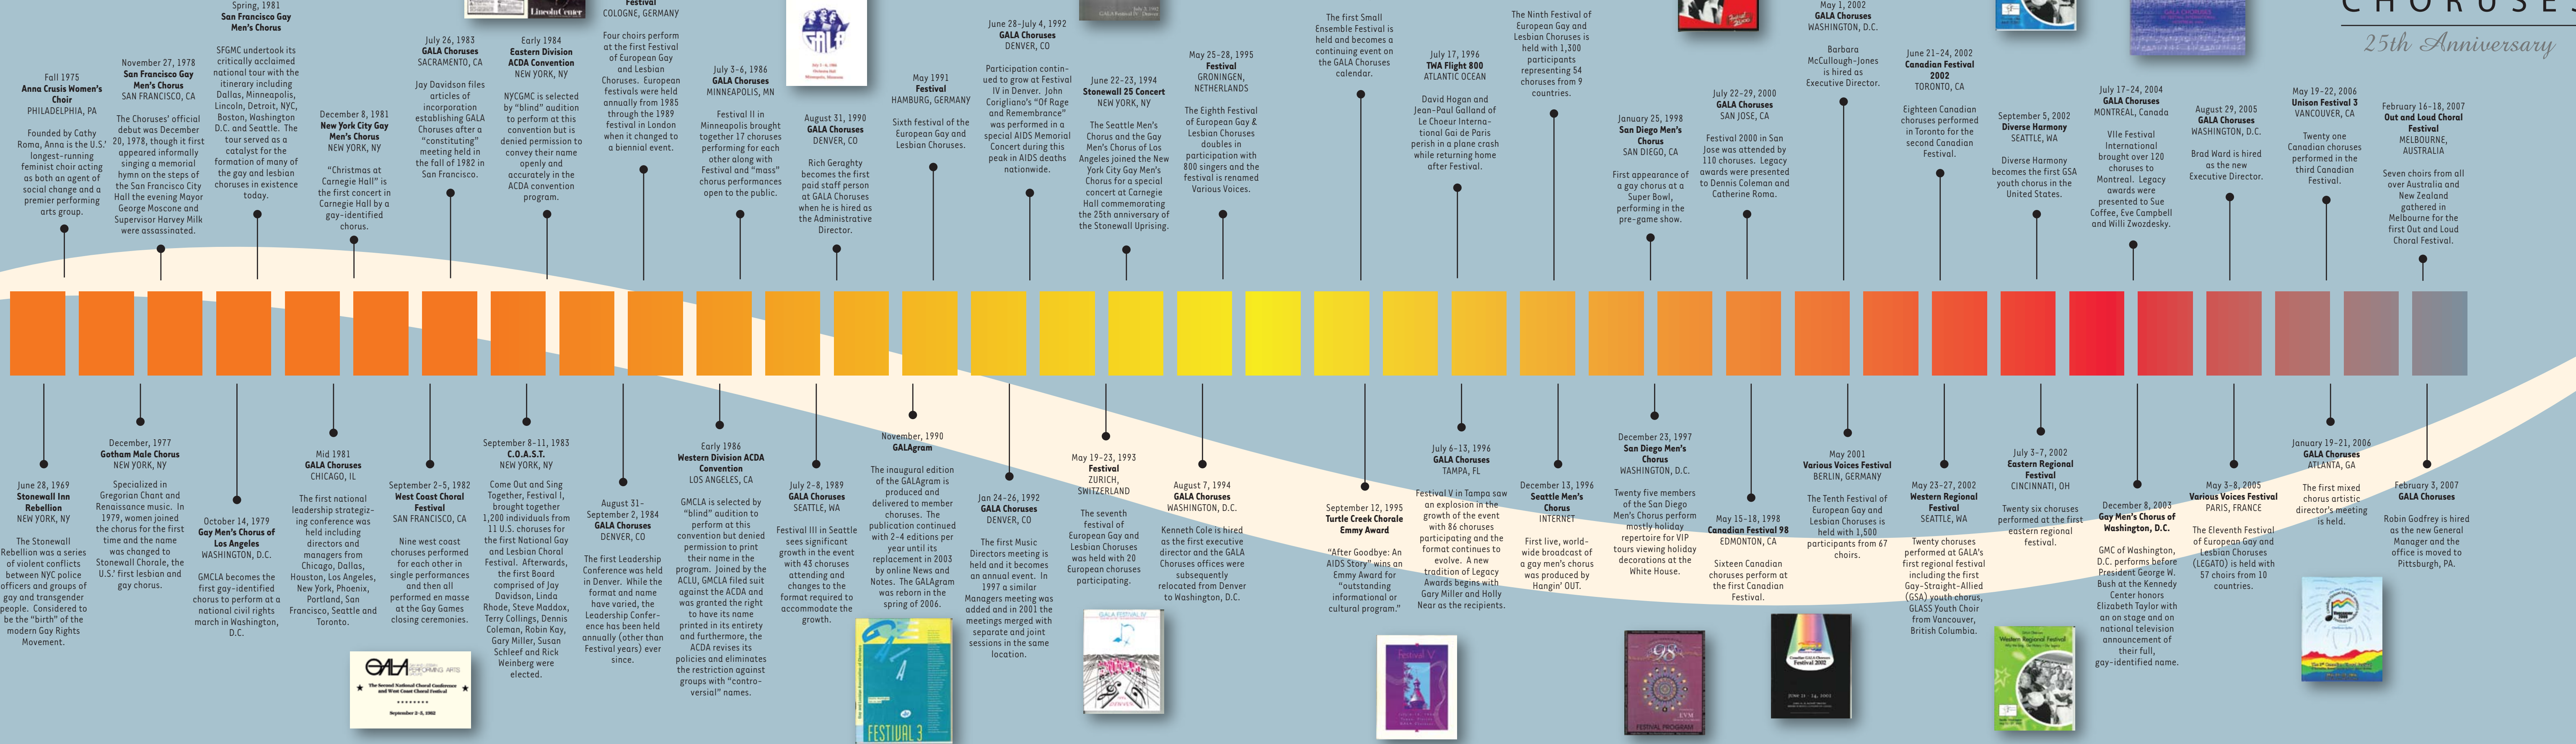 Fall 1975
Anna Crusis Women's
Choir
PHILADELPHIA, PA
Founded by Cathy
Roma, Anna is the U.S.'
longest-running
feminist choir acting
as both an agent of
social change and a
premier performing
arts group.
November 27, 1978
San Francisco Gay
Men's Chorus
SAN FRANCISCO, CA
The Choruses' official
debut was December
20, 1978, though it first
appeared informally
singing a memorial
hymn on the steps of
the San Francisco City
Hall the evening Mayor
George Moscone and
Supervisor Harvey Milk
were assassinated.
Spring, 1981
San Francisco Gay
Men's Chorus
SFGMC undertook its
critically acclaimed
national tour with the
itinerary including
Dallas, Minneapolis,
Lincoln, Detroit, NYC,
Boston, Washington
D.C. and Seattle. The
tour served as a
catalyst for the
formation of many of
the gay and lesbian
choruses in existence
today.
December 8, 1981
New York City Gay
Men's Chorus
NEW YORK, NY
"Christmas at
Carnegie Hall" is
the first concert in
Carnegie Hall by a
gay-identified
chorus.
July 26, 1983
GALA Choruses
SACRAMENTO, CA
Jay Davidson files
articles of
incorporation
establishing GALA
Choruses after a
"constituting"
meeting held in
the fall of 1982 in
San Francisco.
Lincoln Center
Early 1984
Eastern Division
ACDA Convention
NEW YORK, NY
NYCGMC is selected
by "blind" audition
to perform at this
convention but is
denied permission to
convey their name
openly and
accurately in the
ACDA convention
program.
Festival
COLOGNE, GERMANY
Four choirs perform
at the first Festival
of European Gay
and Lesbian
Choruses. European
festivals were held
annually from 1985
through the 1989
festival in London
when it changed to
a biennial event.
July 3-6, 1986
GALA Choruses
MINNEAPOLIS, MN
Festival II in
Minneapolis brought
together 17 choruses
performing for each
other along with
Festival and "mass"
chorus performances
open to the public.
GALA
August 31, 1990
GALA Choruses
DENVER, CO
Rich Geraghty
becomes the first
paid staff person
at GALA Choruses
when he is hired as
the Administrative
Director.
May 1991
Festival
HAMBURG, GERMANY
Sixth festival of the
European Gay and
Lesbian Choruses.
June 28-July 4, 1992
GALA Choruses
DENVER, CO
Participation contin-
ued to grow at Festival
IV in Denver. John
Corigliano's "Of Rage
and Remembrance"
was performed in a
special AIDS Memorial
Concert during this
peak in AIDS deaths
nationwide.
June 22-23, 1994
Stonewall 25 Concert
NEW YORK, NY
The Seattle Men's
Chorus and the Gay
Men's Chorus of Los
Angeles joined the New
York City Gay Men's
Chorus for a special
concert at Carnegie
Hall commemorating
the 25th anniversary of
the Stonewall Uprising.
May 25-28, 1995
Festival
GRONINGEN,
NETHERLANDS
The Eighth Festival
of European Gay &
Lesbian Choruses
doubles in
participation with
800 singers and the
festival is renamed
Various Voices.
The first Small
Ensemble Festival is
held and becomes a
continuing event on
the GALA Choruses
calendar.
July 17, 1996
TWA Flight 800
ATLANTIC OCEAN
David Hogan and
Jean-Paul Galland of
Le Choeur Interna-
tional Gai de Paris
perish in a plane crash
while returning home
after Festival.
The Ninth Festival of
European Gay and
Lesbian Choruses is
held with 1,300
participants
representing 54
choruses from 9
countries.
January 25, 1998
San Diego Men's
Chorus
SAN DIEGO, CA
First appearance of
a gay chorus at a
Super Bowl,
performing in the
pre-game show.
July 22-29, 2000
GALA Choruses
SAN JOSE, CA
Festival 2000 in San
Jose was attended by
110 choruses. Legacy
awards were presented
to Dennis Coleman and
Catherine Roma.
May 1, 2002
GALA Choruses
WASHINGTON, D.C.
Barbara
McCullough-Jones
is hired as
Executive Director.
June 21-24, 2002
Canadian Festival
2002
TORONTO, CA
Eighteen Canadian
choruses performed
in Toronto for the
second Canadian
Festival.
September 5, 2002
Diverse Harmony
SEATTLE, WA
Diverse Harmony
becomes the first GSA
youth chorus in the
United States.
July 17-24, 2004
GALA Choruses
MONTREAL, Canada
VIIe Festival
International
brought over 120
choruses to
Montreal. Legacy
awards were
presented to Sue
Coffee, Eve Campbell
and Willi Zwozdesky.
August 29, 2005
GALA Choruses
WASHINGTON, D.C.
Brad Ward is hired
as the new
Executive Director.
May 19-22, 2006
Unison Festival 3
VANCOUVER, CA
Twenty one
Canadian choruses
performed in the
third Canadian
Festival.
CHORUSES
25th Anniversary
February 16-18, 2007
Out and Loud Choral
Festival
MELBOURNE,
AUSTRALIA
Seven choirs from all
over Australia and
New Zealand
gathered in
Melbourne for the
first Out and Loud
Choral Festival.
June 28, 1969
Stonewall Inn
Rebellion
NEW YORK, NY
The Stonewall
Rebellion was a series
of violent conflicts
between NYC police
officers and groups of
gay and transgender
people. Considered to
be the "birth" of the
modern Gay Rights
Movement.
December, 1977
Gotham Male Chorus
NEW YORK, NY
Specialized in
Gregorian Chant and
Renaissance music. In
1979, women joined
the chorus for the first
time and the name
was changed to
Stonewall Chorale, the
U.S.' first lesbian and
gay chorus.
October 14, 1979
Gay Men's Chorus of
Los Angeles
WASHINGTON, D.C.
GMCLA becomes the
first gay-identified
chorus to perform at a
national civil rights
march in Washington,
D.C.
Mid 1981
GALA Choruses
CHICAGO, IL
The first national
leadership strategiz-
ing conference was
held including
directors and
managers from
Chicago, Dallas,
Houston, Los Angeles,
New York, Phoenix,
Portland, San
Francisco, Seattle and
Toronto.
September 2-5, 1982
West Coast Choral
Festival
SAN FRANCISCO, CA
Nine west coast
choruses performed
for each other in
single performances
and then all
performed en masse
at the Gay Games
closing ceremonies.
GALA
PERFORMING ARTS
The Second National Choral Conference
and West Coast Choral Festival
September 2-5, 1982
September 8-11, 1983
C.O.A.S.T.
NEW YORK, NY
Come Out and Sing
Together, Festival I,
brought together
1,200 individuals from
11 U.S. choruses for
the first National Gay
and Lesbian Choral
Festival. Afterwards,
the first Board
comprised of Jay
Davidson, Linda
Rhode, Steve Maddox,
Terry Collings, Dennis
Coleman, Robin Kay,
Gary Miller, Susan
Schleef and Rick
Weinberg were
elected.
August 31-
September 2, 1984
GALA Choruses
DENVER, CO
The first Leadership
Conference was held
in Denver. While the
format and name
have varied, the
Leadership Confer-
ence has been held
annually (other than
Festival years) ever
since.
Early 1986
Western Division ACDA
Convention
LOS ANGELES, CA
GMCLA is selected by
"blind" audition to
perform at this
convention but denied
permission to print
their name in the
program. Joined by the
ACLU, GMCLA filed suit
against the ACDA and
was granted the right
to have its name
printed in its entirety
and furthermore, the
ACDA revises its
policies and eliminates
the restriction against
groups with "contro-
versial" names.
July 2-8, 1989
GALA Choruses
SEATTLE, WA
Festival III in Seattle
sees significant
growth in the event
with 43 choruses
attending and
changes to the
format required to
accommodate the
growth.
FESTIVAL 3
November, 1990
GALAgram
The inaugural edition
of the GALAgram is
produced and
delivered to member
choruses. The
publication continued
with 2-4 editions per
year until its
replacement in 2003
by online News and
Notes. The GALAgram
was reborn in the
spring of 2006.
Jan 24-26, 1992
GALA Choruses
DENVER, CO
The first Music
Directors meeting is
held and it becomes
an annual event. In
1997 a similar
Managers meeting was
added and in 2001 the
meetings merged with
separate and joint
sessions in the same
location.
May 19-23, 1993
Festival
ZURICH,
SWITZERLAND
The seventh
festival of
European Gay and
Lesbian Choruses
was held with 20
European choruses
participating.
GALA FESTIVAL IV
DENVER
August 7, 1994
GALA Choruses
WASHINGTON, D.C.
Kenneth Cole is hired
as the first executive
director and the GALA
Choruses offices were
subsequently
relocated from Denver
to Washington, D.C.
September 12, 1995
Turtle Creek Chorale
Emmy Award
"After Goodbye: An
AIDS Story" wins an
Emmy Award for
"outstanding
informational or
cultural program."
Festival V
July 6-13, 1996
GALA Choruses
TAMPA, FL
Festival V in Tampa saw
an explosion in the
growth of the event
with 86 choruses
participating and the
format continues to
evolve. A new
tradition of Legacy
Awards begins with
Gary Miller and Holly
Near as the recipients.
December 13, 1996
Seattle Men's
Chorus
INTERNET
First live, world-
wide broadcast of
a gay men's chorus
was produced by
Hangin' OUT.
December 23, 1997
San Diego Men's
Chorus
WASHINGTON, D.C.
Twenty five members
of the San Diego
Men's Chorus perform
mostly holiday
repertoire for VIP
tours viewing holiday
decorations at the
White House.
98
EVM
FESTIVAL PROGRAM
May 15-18, 1998
Canadian Festival 98
EDMONTON, CA
Sixteen Canadian
choruses perform at
the first Canadian
Festival.
Festival 2002
JUNE 21 - 24, 2002
May 2001
Various Voices Festival
BERLIN, GERMANY
The Tenth Festival of
European Gay and
Lesbian Choruses is
held with 1,500
participants from 67
choirs.
May 23-27, 2002
Western Regional
Festival
SEATTLE, WA
Twenty choruses
performed at GALA's
first regional festival
including the first
Gay-Straight-Allied
(GSA) youth chorus,
GLASS Youth Choir
from Vancouver,
British Columbia.
July 3-7, 2002
Eastern Regional
Festival
CINCINNATI, OH
Twenty six choruses
performed at the first
eastern regional
festival.
Western Regional Festival
December 8, 2003
Gay Men's Chorus of
Washington, D.C.
GMC of Washington,
D.C. performs before
President George W.
Bush at the Kennedy
Center honors
Elizabeth Taylor with
an on stage and on
national television
announcement of
their full,
gay-identified name.
May 3-8, 2005
Various Voices Festival
PARIS, FRANCE
The Eleventh Festival
of European Gay and
Lesbian Choruses
(LEGATO) is held with
57 choirs from 10
countries.
January 19-21, 2006
GALA Choruses
ATLANTA, GA
The first mixed
chorus artistic
director's meeting
is held.
February 3, 2007
GALA Choruses
Robin Godfrey is hired
as the new General
Manager and the
office is moved to
Pittsburgh, PA.